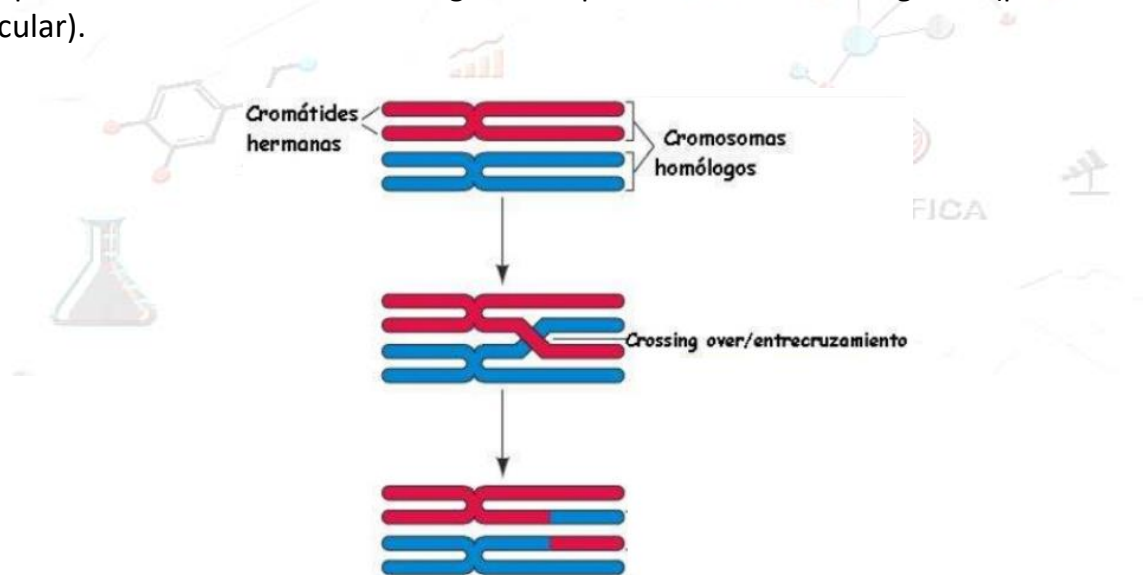 cular).
Cromátides
hermanas
Cromosomas
homólogos
FICA
Crossing over/entrecruzamiento